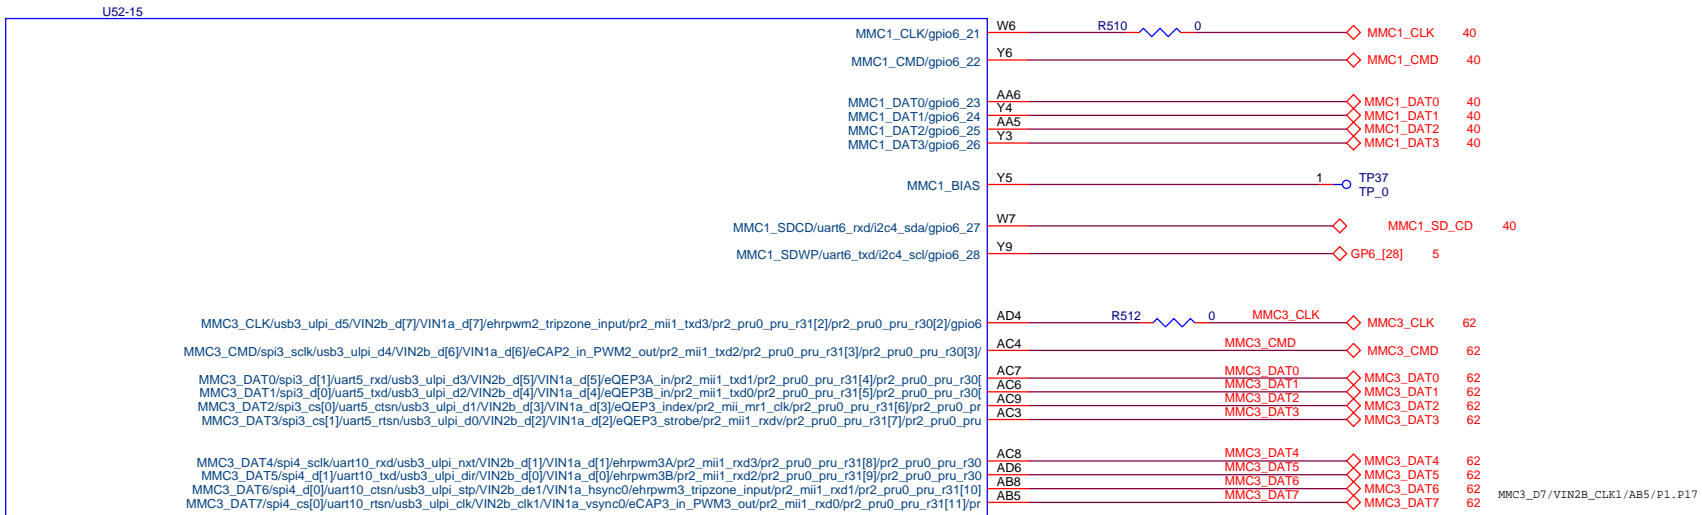 U52-15
MMC1_CLK/gpio6_21 W6 R510 0 MMC1_CLK 40
MMC1_CMD/gpio6_22 Y6 MMC1_CMD 40
MMC1_DAT0/gpio6_23 AA6 MMC1_DAT0 40
MMC1_DAT1/gpio6_24 Y4 MMC1_DAT1 40
MMC1_DAT2/gpio6_25 AA5 MMC1_DAT2 40
MMC1_DAT3/gpio6_26 Y3 MMC1_DAT3 40
MMC1_BIAS Y5 1 TP37
TP_0
MMC1_SDCD/uart6_rxd/i2c4_sda/gpio6_27 W7 MMC1_SD_CD 40
MMC1_SDWP/uart6_txd/i2c4_scl/gpio6_28 Y9 GP6_[28] 5
MMC3_CLK/usb3_ulpi_d5/VIN2b_d[7]/VIN1a_d[7]/ehrpwm2_tripzone_input/pr2_mii1_txd3/pr2_pru0_pru_r31[2]/pr2_pru0_pru_r30[2]/gpio6 AD4 R512 0 MMC3_CLK MMC3_CLK 62
MMC3_CMD/spi3_sclk/usb3_ulpi_d4/VIN2b_d[6]/VIN1a_d[6]/eCAP2_in_PWM2_out/pr2_mii1_txd2/pr2_pru0_pru_r31[3]/pr2_pru0_pru_r30[3]/ AC4 MMC3_CMD MMC3_CMD 62
MMC3_DAT0/spi3_d[1]/uart5_rxd/usb3_ulpi_d3/VIN2b_d[5]/VIN1a_d[5]/eQEP3A_in/pr2_mii1_txd1/pr2_pru0_pru_r31[4]/pr2_pru0_pru_r30[ AC7 MMC3_DAT0 MMC3_DAT0 62
MMC3_DAT1/spi3_d[0]/uart5_txd/usb3_ulpi_d2/VIN2b_d[4]/VIN1a_d[4]/eQEP3B_in/pr2_mii1_txd0/pr2_pru0_pru_r31[5]/pr2_pru0_pru_r30[ AC6 MMC3_DAT1 MMC3_DAT1 62
MMC3_DAT2/spi3_cs[0]/uart5_ctsn/usb3_ulpi_d1/VIN2b_d[3]/VIN1a_d[3]/eQEP3_index/pr2_mii_mr1_clk/pr2_pru0_pru_r31[6]/pr2_pru0_pr AC9 MMC3_DAT2 MMC3_DAT2 62
MMC3_DAT3/spi3_cs[1]/uart5_rtsn/usb3_ulpi_d0/VIN2b_d[2]/VIN1a_d[2]/eQEP3_strobe/pr2_mii1_rxdv/pr2_pru0_pru_r31[7]/pr2_pru0_pru AC3 MMC3_DAT3 MMC3_DAT3 62
MMC3_DAT4/spi4_sclk/uart10_rxd/usb3_ulpi_nxt/VIN2b_d[1]/VIN1a_d[1]/ehrpwm3A/pr2_mii1_rxd3/pr2_pru0_pru_r31[8]/pr2_pru0_pru_r30 AC8 MMC3_DAT4 MMC3_DAT4 62
MMC3_DAT5/spi4_d[1]/uart10_txd/usb3_ulpi_dir/VIN2b_d[0]/VIN1a_d[0]/ehrpwm3B/pr2_mii1_rxd2/pr2_pru0_pru_r31[9]/pr2_pru0_pru_r30 AD6 MMC3_DAT5 MMC3_DAT5 62
MMC3_DAT6/spi4_d[0]/uart10_ctsn/usb3_ulpi_stp/VIN2b_de1/VIN1a_hsync0/ehrpwm3_tripzone_input/pr2_mii1_rxd1/pr2_pru0_pru_r31[10] AB8 MMC3_DAT6 MMC3_DAT6 62
MMC3_DAT7/spi4_cs[0]/uart10_rtsn/usb3_ulpi_clk/VIN2b_clk1/VIN1a_vsync0/eCAP3_in_PWM3_out/pr2_mii1_rxd0/pr2_pru0_pru_r31[11]/pr AB5 MMC3_DAT7 MMC3_DAT7 62 MMC3_D7/VIN2B_CLK1/AB5/P1.P17